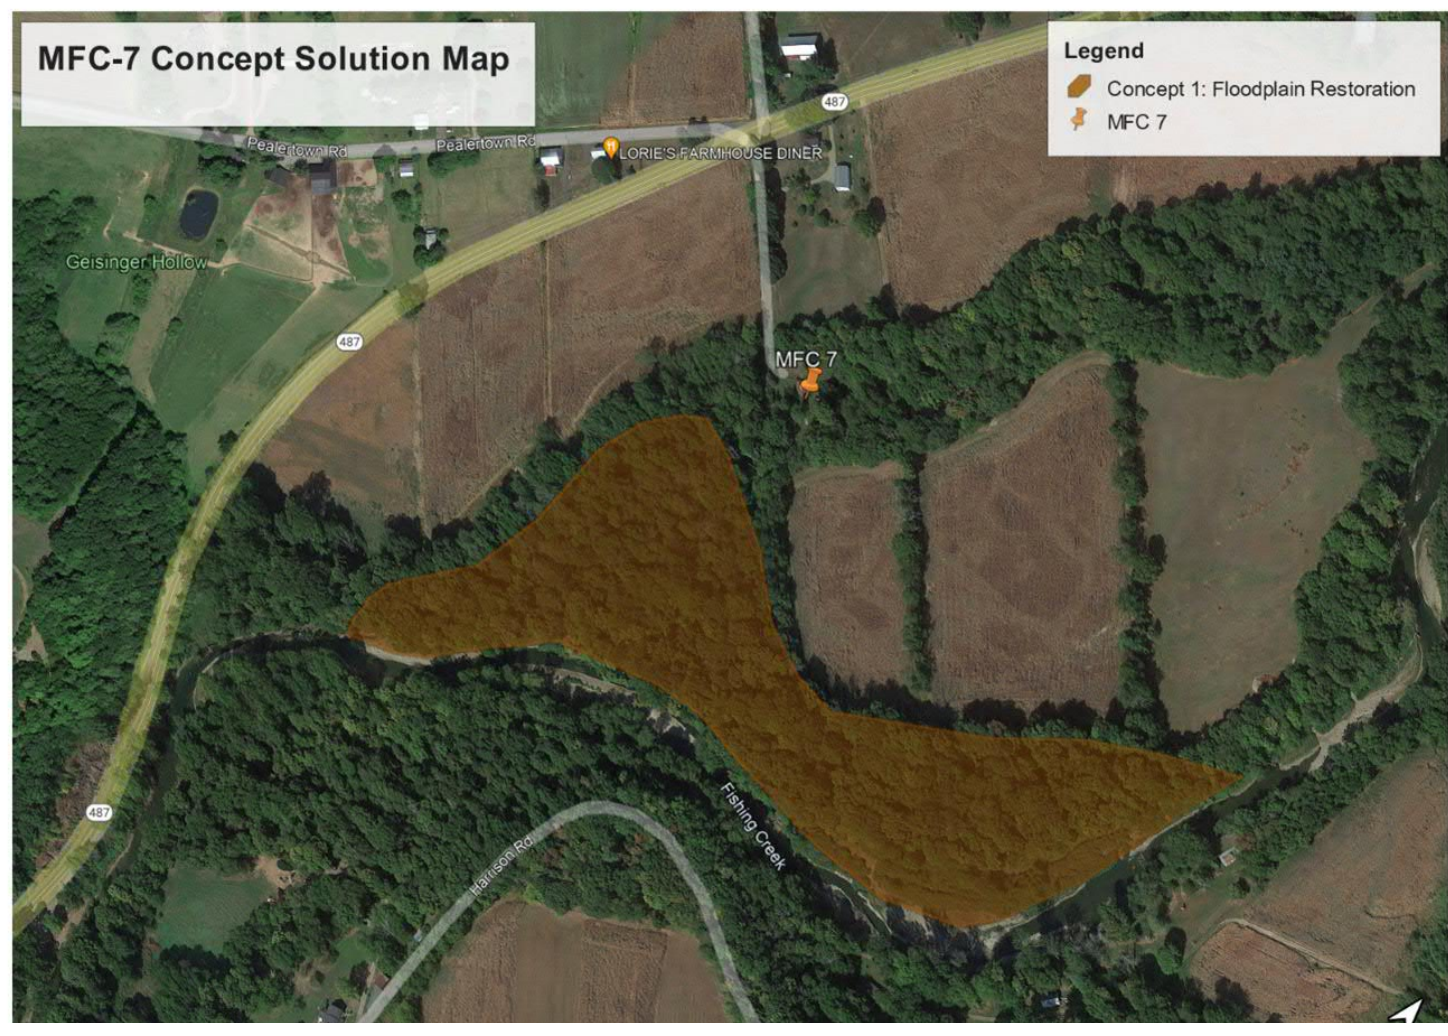 MFC-7 Concept Solution Map
Legend
Concept 1: Floodplain Restoration
MFC 7
487
Pealertown Rd
Pealertown Rd
LORIE'S FARMHOUSE DINER
Geisinger Hollow
487
MFC 7
487
Fishing Creek
Harrison Rd